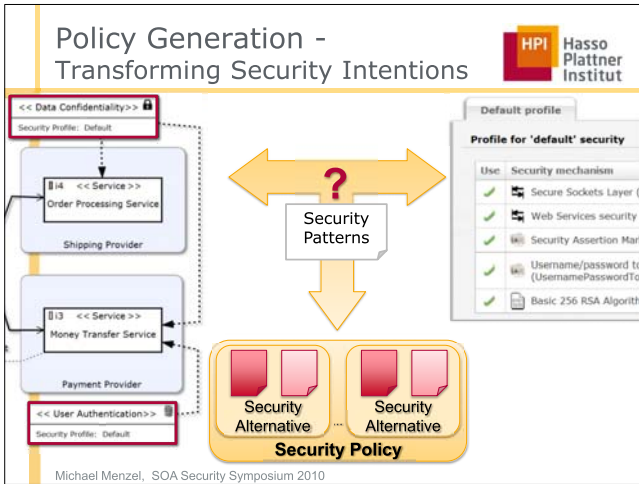 Policy Generation -
Transforming Security Intentions
HPI
Hasso
Plattner
Institut
<< Data Confidentiality>>
Security Profile: Default
i4 << Service>>
Order Processing Service
Shipping Provider
i3 << Service>>
Money Transfer Service
Payment Provider
<< User Authentication>>
Security Profile: Default
?
Security
Patterns
Default profile
Profile for 'default' security
Use Security mechanism
Secure Sockets Layer (
Web Services security
Security Assertion Mar
Username/password to
(UsernamePasswordTo
Basic 256 RSA Algorith
Security
Alternative
...
Security
Alternative
Security Policy
Michael Menzel, SOA Security Symposium 2010